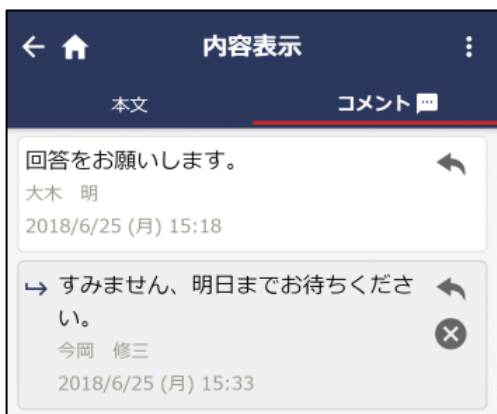 内容表示
本文 コメント
回答をお願いします。
大木　明
2018/6/25 (月) 15:18
すみません、明日までお待ちくださ
い。
今岡　修三
2018/6/25 (月) 15:33